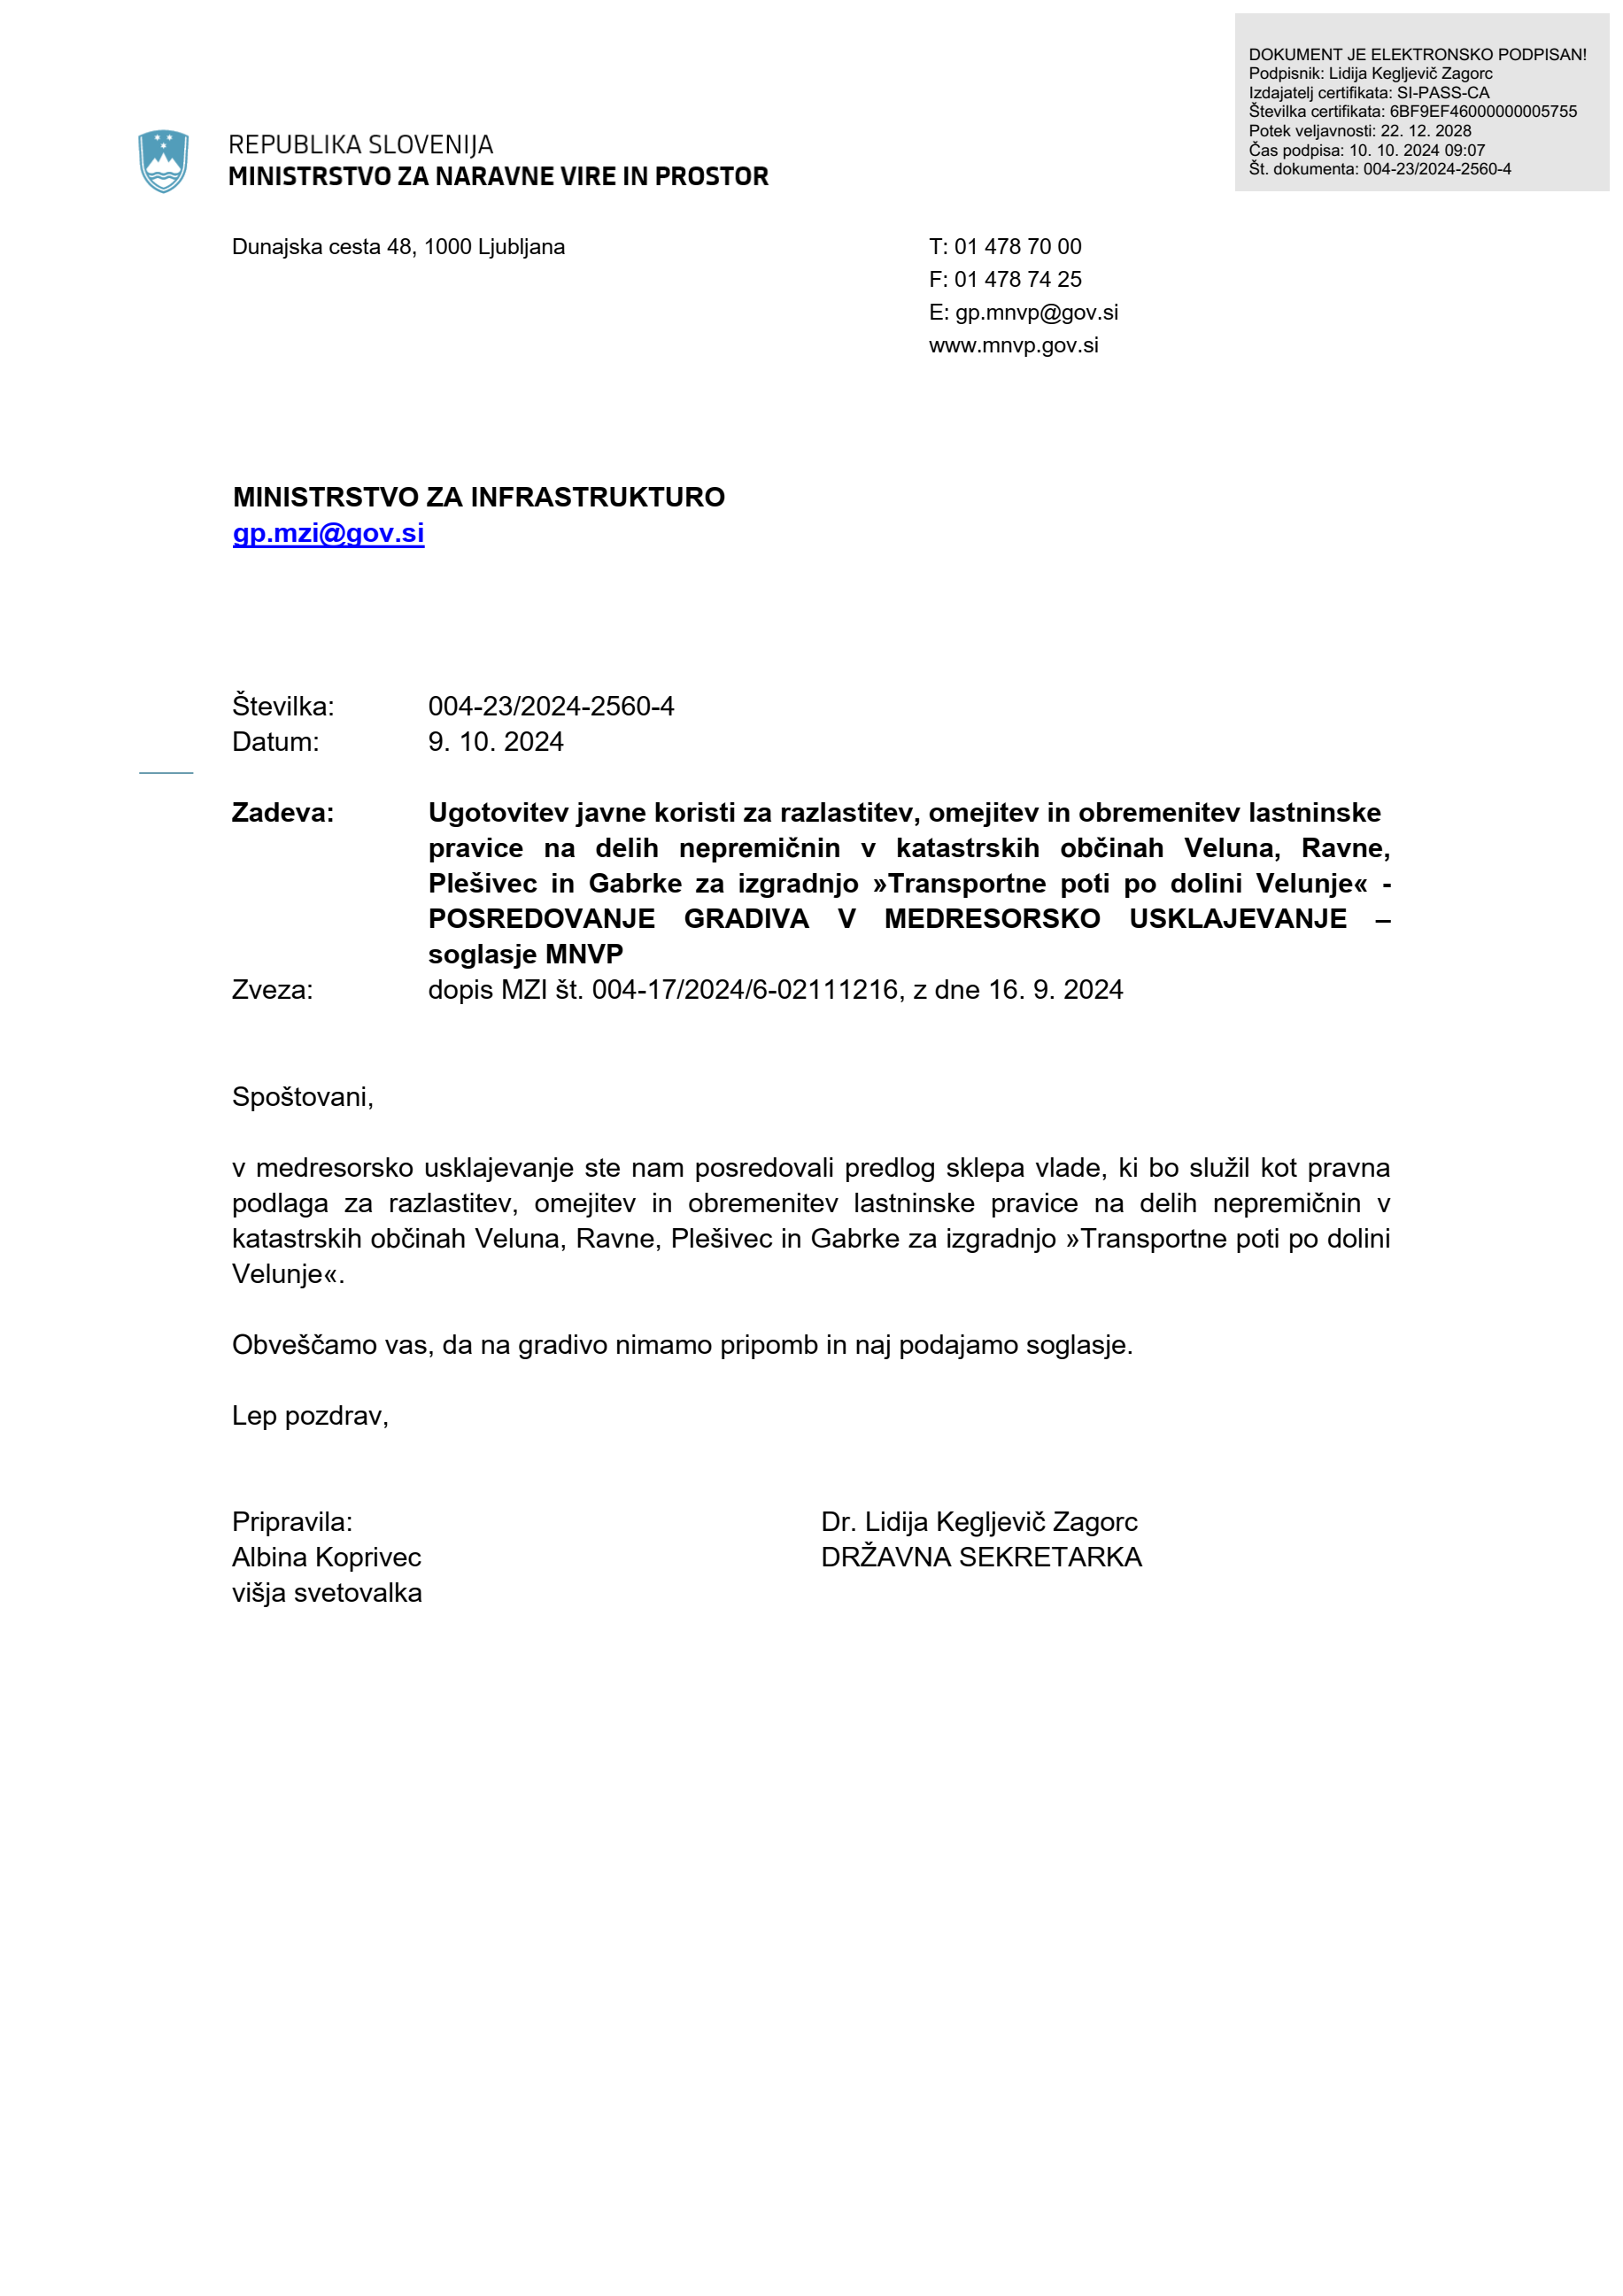 DOKUMENT JE ELEKTRONSKO PODPISAN!
Podpisnik: Lidija Kegljevič Zagorc
Izdajatelj certifikata: SI-PASS-CA
Številka certifikata: 6BF9EF46000000005755
Potek veljavnosti: 22. 12. 2028
Čas podpisa: 10. 10. 2024 09:07
Št. dokumenta: 004-23/2024-2560-4
REPUBLIKA SLOVENIJA
MINISTRSTVO ZA NARAVNE VIRE IN PROSTOR
Dunajska cesta 48, 1000 Ljubljana
T: 01 478 70 00
F: 01 478 74 25
E: gp.mnvp@gov.si
www.mnvp.gov.si
MINISTRSTVO ZA INFRASTRUKTURO
gp.mzi@gov.si
Številka: 004-23/2024-2560-4
Datum: 9. 10. 2024
Zadeva: Ugotovitev javne koristi za razlastitev, omejitev in obremenitev lastninske
pravice na delih nepremičnin v katastrskih občinah Veluna, Ravne,
Plešivec in Gabrke za izgradnjo »Transportne poti po dolini Velunje« -
POSREDOVANJE GRADIVA V MEDRESORSKO USKLAJEVANJE –
soglasje MNVP
Zveza: dopis MZI št. 004-17/2024/6-02111216, z dne 16. 9. 2024
Spoštovani,
v medresorsko usklajevanje ste nam posredovali predlog sklepa vlade, ki bo služil kot pravna
podlaga za razlastitev, omejitev in obremenitev lastninske pravice na delih nepremičnin v
katastrskih občinah Veluna, Ravne, Plešivec in Gabrke za izgradnjo »Transportne poti po dolini
Velunje«.
Obveščamo vas, da na gradivo nimamo pripomb in naj podajamo soglasje.
Lep pozdrav,
Pripravila:
Albina Koprivec
višja svetovalka
Dr. Lidija Kegljevič Zagorc
DRŽAVNA SEKRETARKA